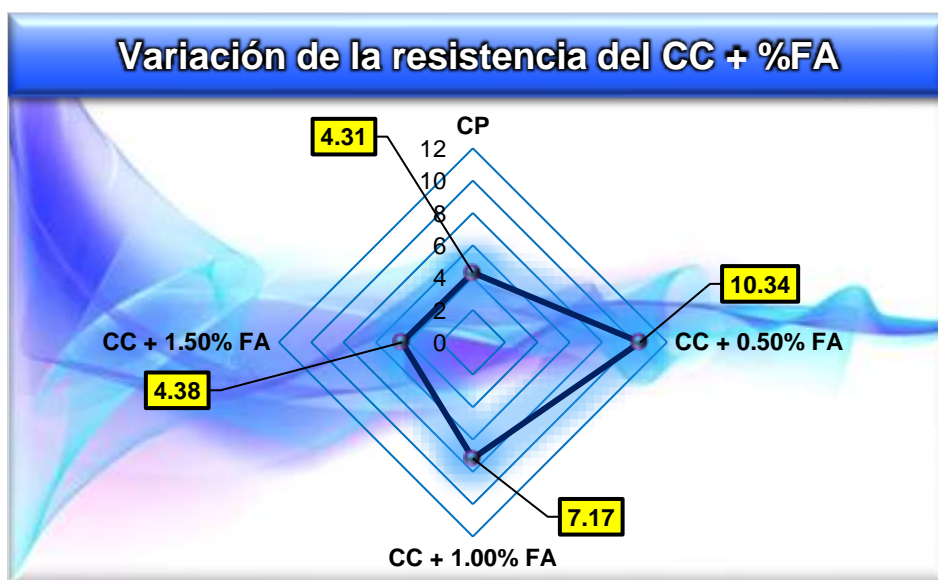 Variación de la resistencia del CC + %FA
CP
4.31
12
10
8
6
4
2
0
10.34
CC + 0.50% FA
CC + 1.50% FA
4.38
7.17
CC + 1.00% FA